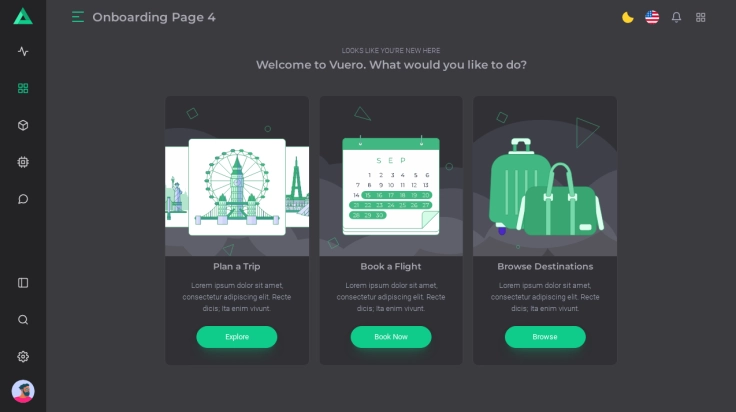 Onboarding Page 4
LOOKS LIKE YOU'RE NEW HERE
Welcome to Vuero. What would you like to do?
SEP
1 2 3 4 5 6
7 8 9 10 11 12 13
14 15 16 17 18 19 20
21 22 23 24 25 26 27
28 29 30
Plan a Trip
Lorem ipsum dolor sit amet,
consectetur adipiscing elit. Recte
dicis; Ita enim vivunt.
Explore
Book a Flight
Lorem ipsum dolor sit amet,
consectetur adipiscing elit. Recte
dicis; Ita enim vivunt.
Book Now
Browse Destinations
Lorem ipsum dolor sit amet,
consectetur adipiscing elit. Recte
dicis; Ita enim vivunt.
Browse